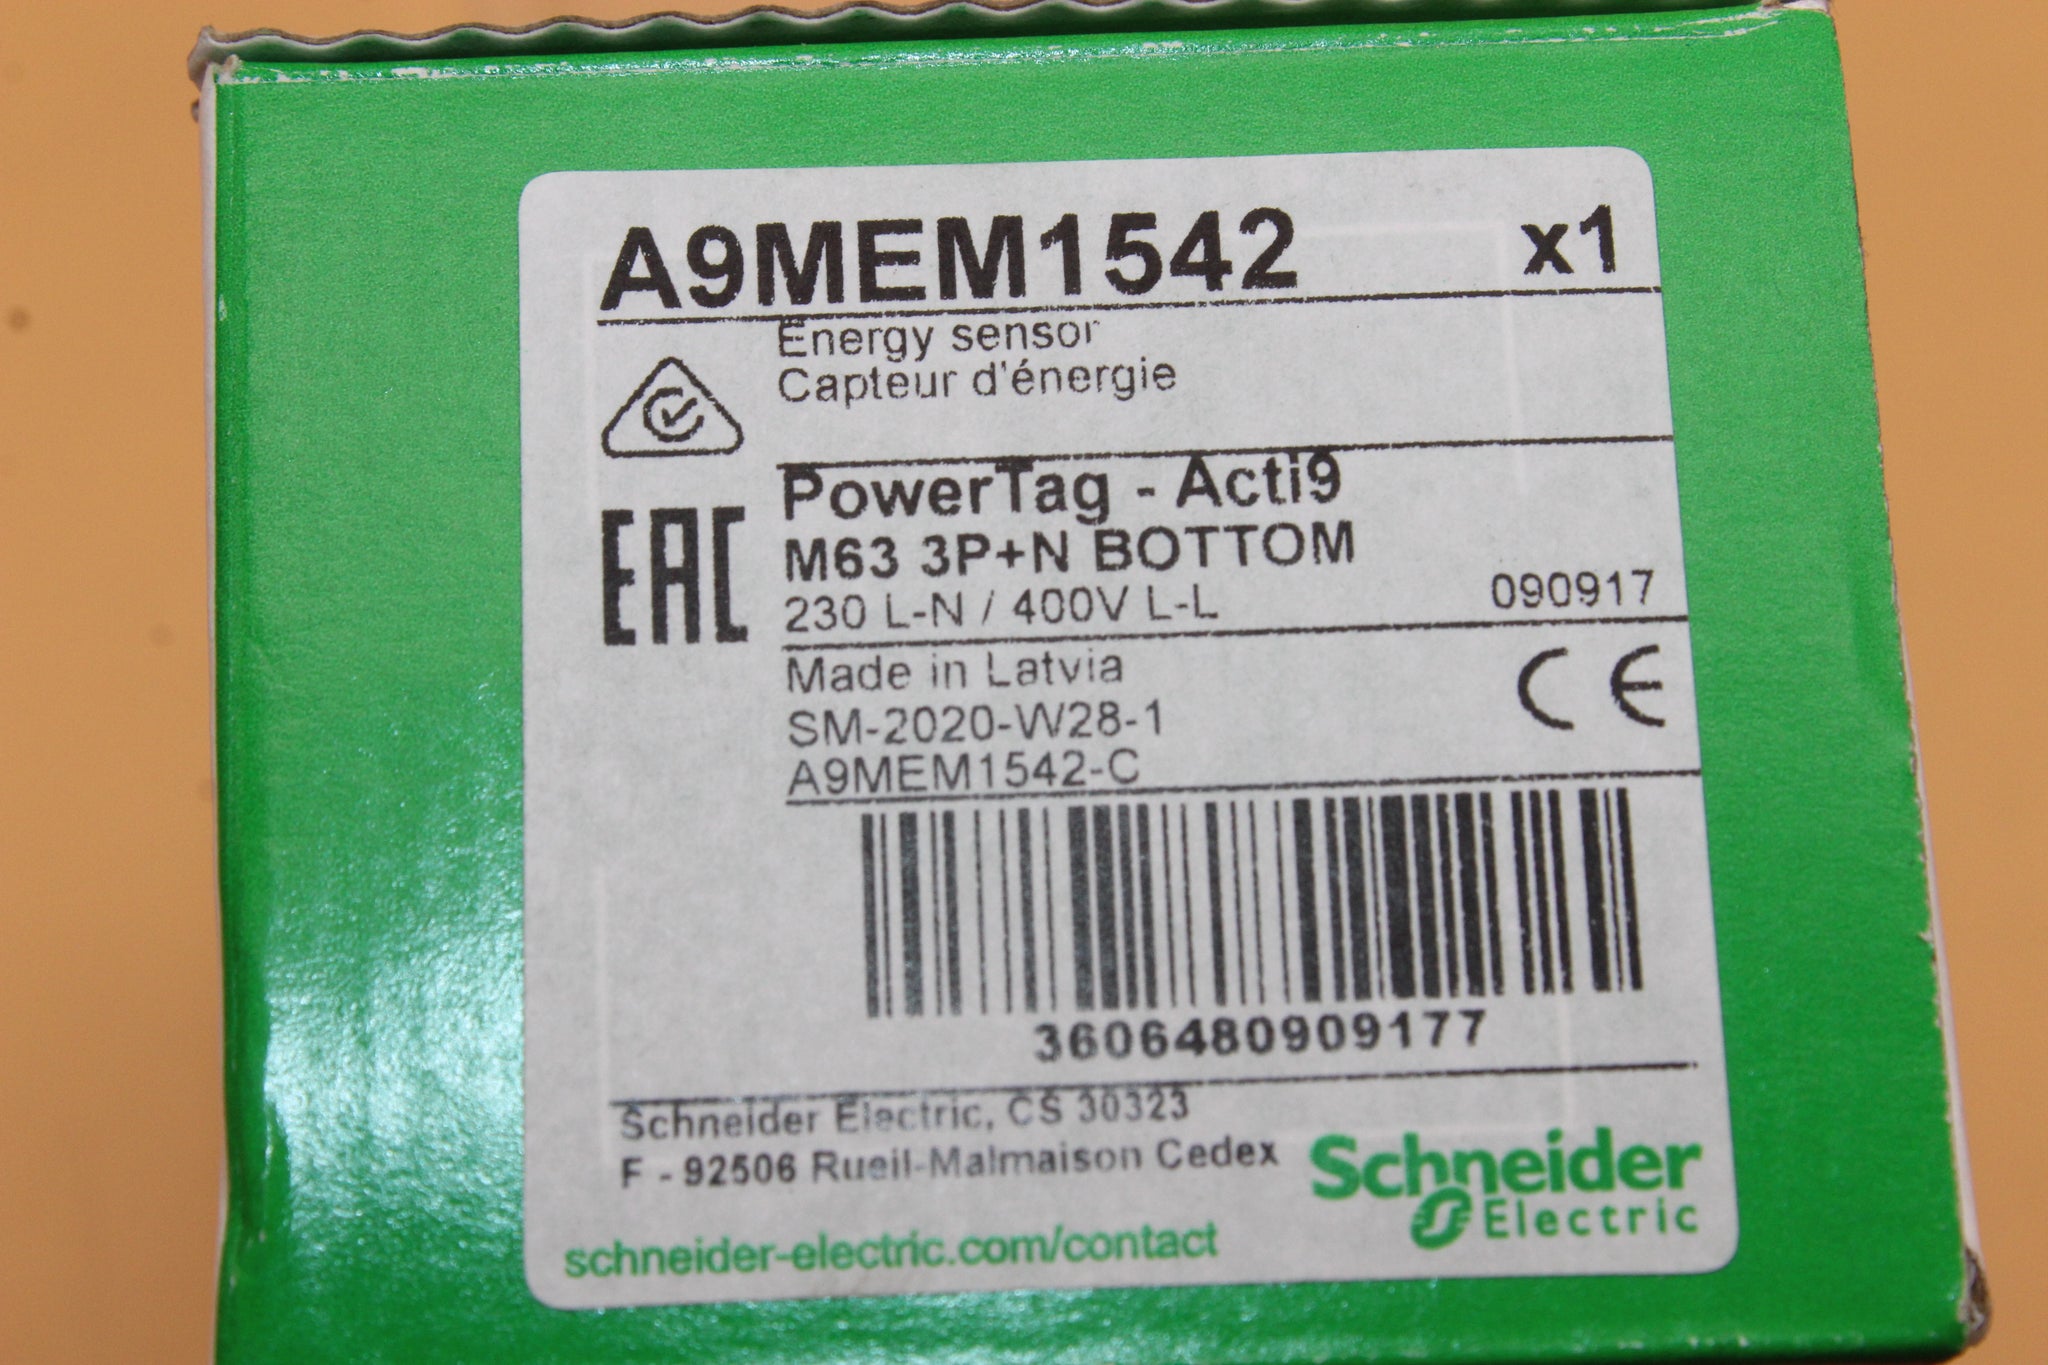 A9MEM1542 x1
Energy sensor
Capteur d'énergie
EAC
PowerTag - Acti9
M63 3P+N BOTTOM
230 L-N / 400V L-L 090917
Made in Latvia CE
SM-2020-W28-1
A9MEM1542-C
3606480909177
Schneider Electric, CS 30323
F - 92506 Rueil-Malmaison Cedex
Schneider
Electric
schneider-electric.com/contact